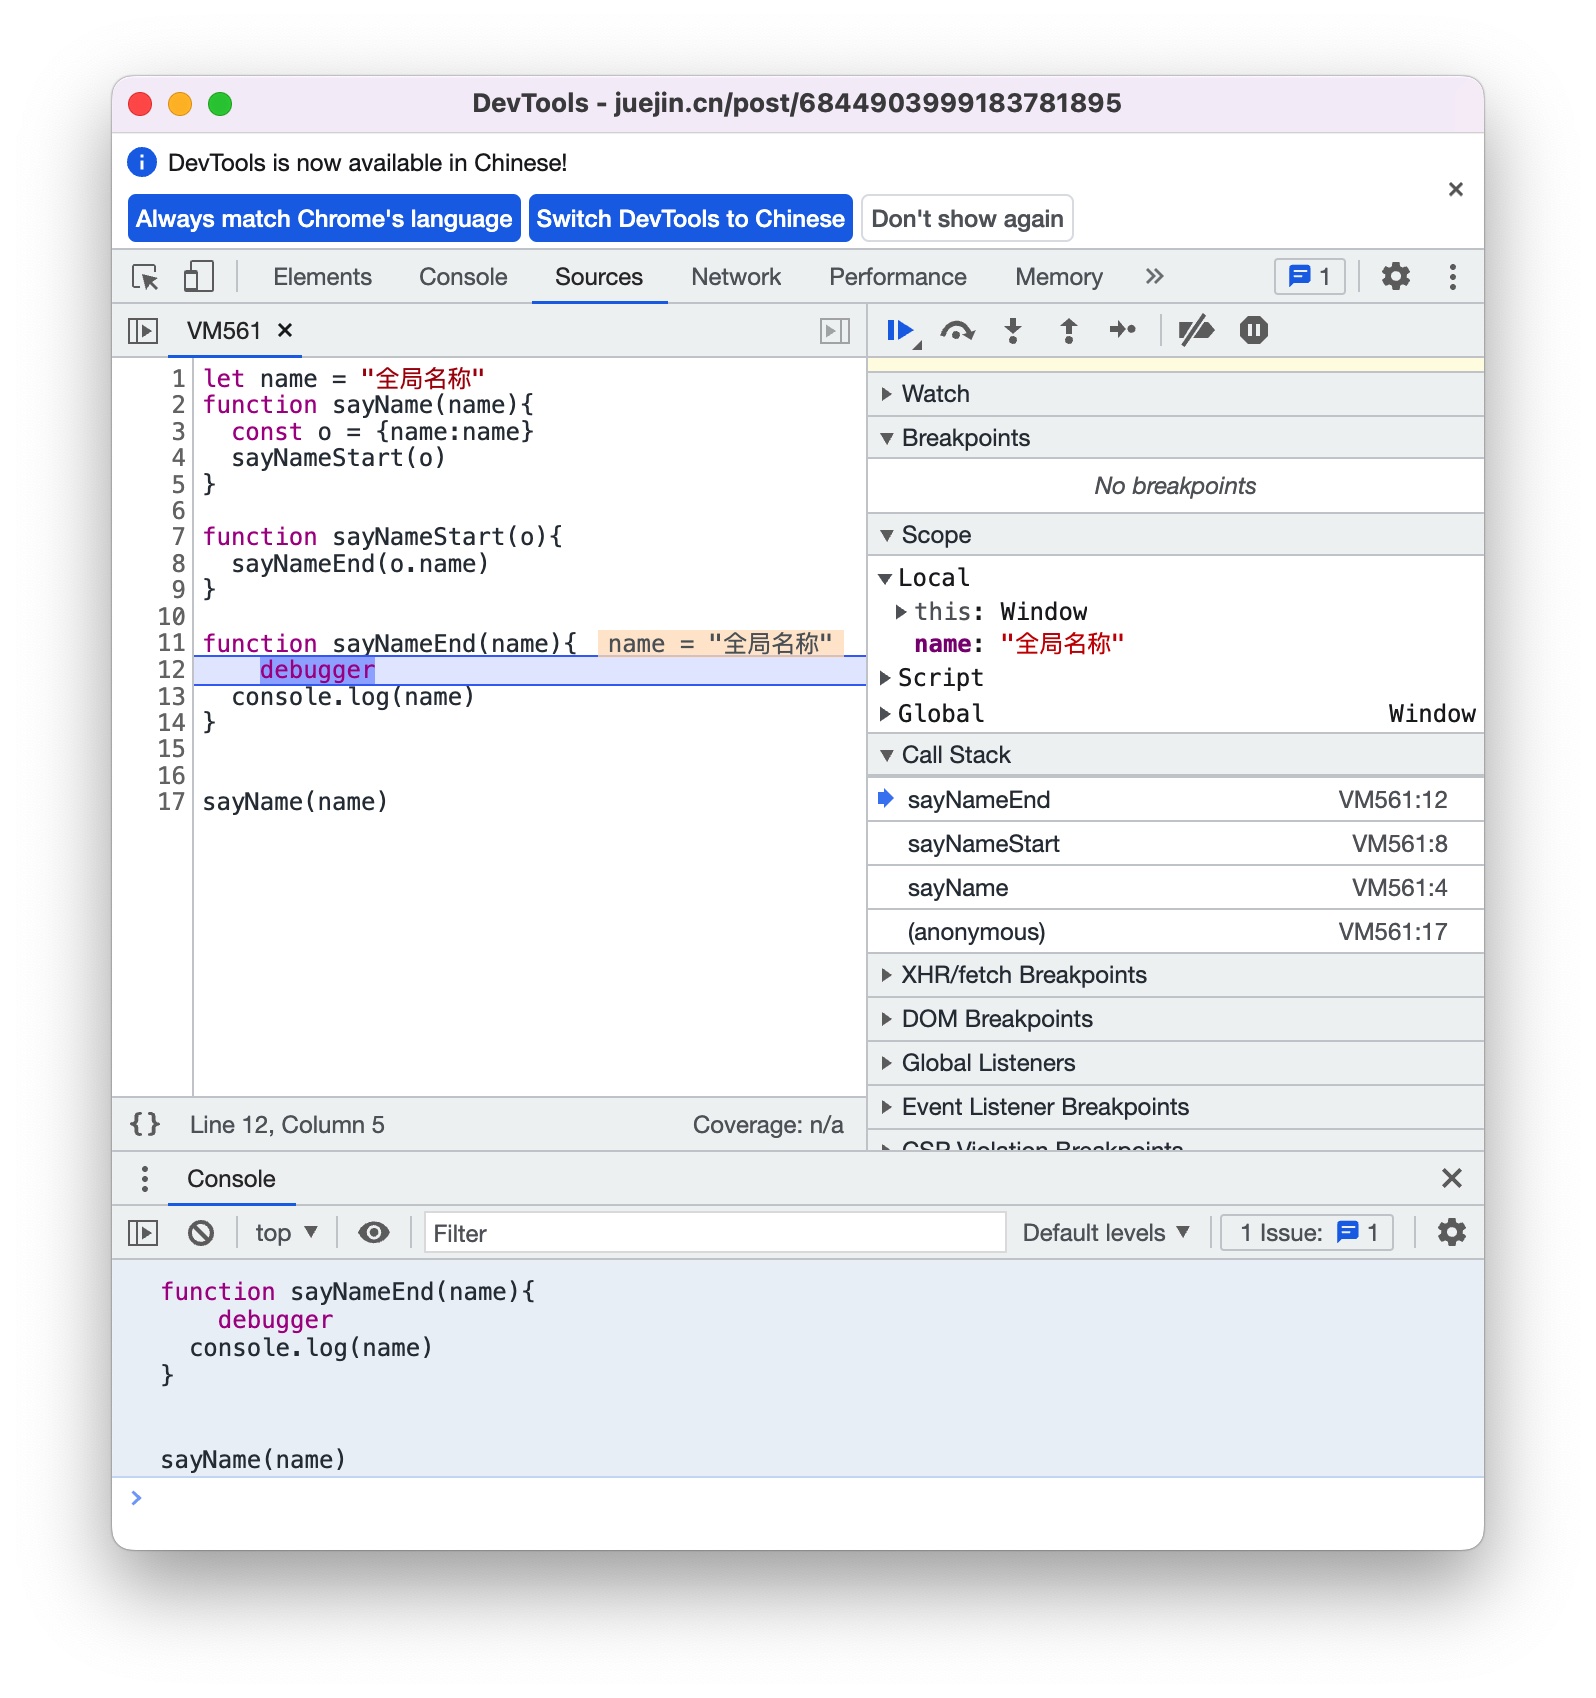 DevTools - juejin.cn/post/6844903999183781895
DevTools is now available in Chinese!
Always match Chrome's language
Switch DevTools to Chinese
Don't show again
Elements
Console
Sources
Network
Performance
Memory
1
VM561
1 let name = "全局名称"
2 function sayName(name){
3 const o = {name:name}
4 sayNameStart(o)
5 }
6
7 function sayNameStart(o){
8 sayNameEnd(o.name)
9 }
10
11 function sayNameEnd(name){ name = "全局名称"
12 debugger
13 console.log(name)
14 }
15
16
17 sayName(name)
{} Line 12, Column 5
Coverage: n/a
Watch
Breakpoints
No breakpoints
Scope
Local
this: Window
name: "全局名称"
Script
Global Window
Call Stack
sayNameEnd VM561:12
sayNameStart VM561:8
sayName VM561:4
(anonymous) VM561:17
XHR/fetch Breakpoints
DOM Breakpoints
Global Listeners
Event Listener Breakpoints
CSP Violation Breakpoints
Console
top
Filter
Default levels
1 Issue: 1
function sayNameEnd(name){
debugger
console.log(name)
}
sayName(name)